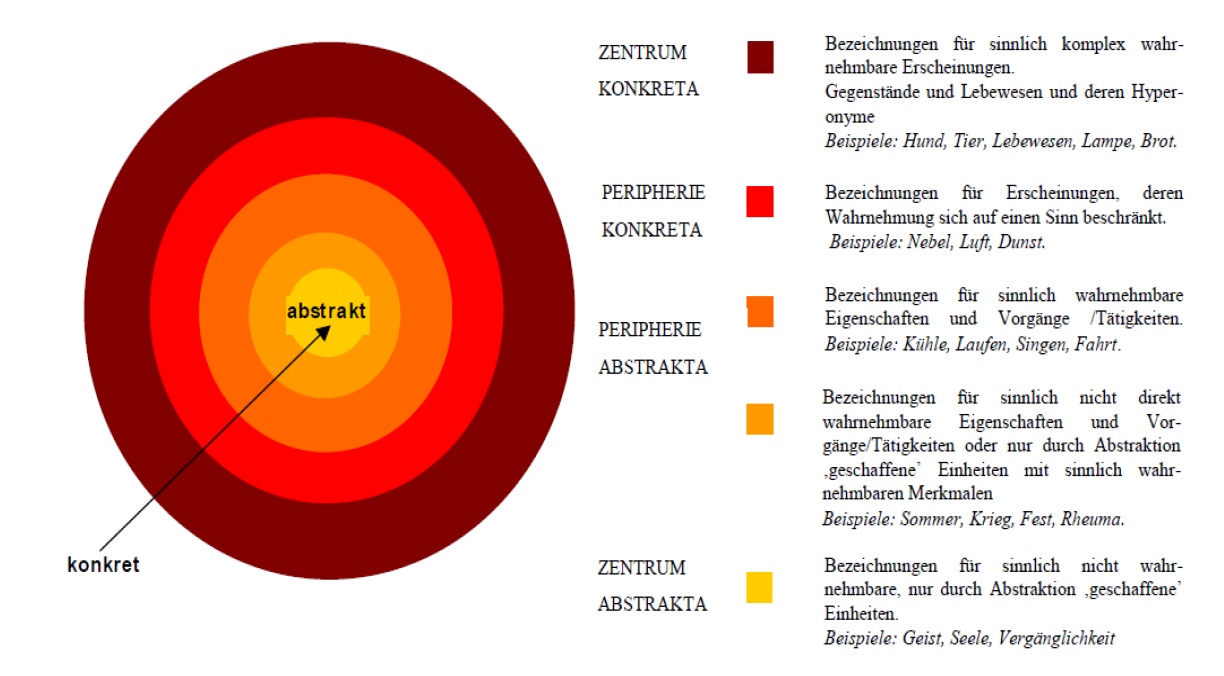 abstrakt
konkret
ZENTRUM
KONKRETA
Bezeichnungen für sinnlich komplex wahr-
nehmbare Erscheinungen.
Gegenstände und Lebewesen und deren Hyper-
onyme
Beispiele: Hund, Tier, Lebewesen, Lampe, Brot.
PERIPHERIE
KONKRETA
Bezeichnungen für Erscheinungen, deren
Wahrnehmung sich auf einen Sinn beschränkt.
Beispiele: Nebel, Luft, Dunst.
PERIPHERIE
ABSTRAKTA
Bezeichnungen für sinnlich wahrnehmbare
Eigenschaften und Vorgänge /Tätigkeiten.
Beispiele: Kühle, Laufen, Singen, Fahrt.
Bezeichnungen für sinnlich nicht direkt
wahrnehmbare Eigenschaften und Vor-
gänge/Tätigkeiten oder nur durch Abstraktion
‚geschaffene’ Einheiten mit sinnlich wahr-
nehmbaren Merkmalen
Beispiele: Sommer, Krieg, Fest, Rheuma.
ZENTRUM
ABSTRAKTA
Bezeichnungen für sinnlich nicht wahr-
nehmbare, nur durch Abstraktion ‚geschaffene’
Einheiten.
Beispiele: Geist, Seele, Vergänglichkeit